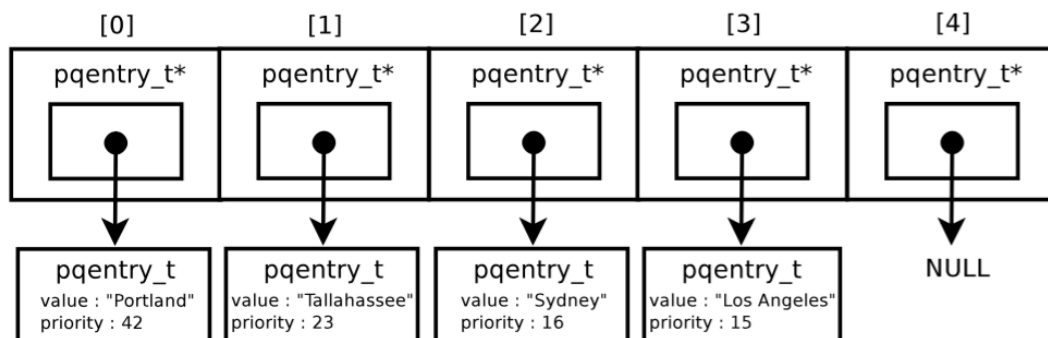 [0] [1] [2] [3] [4]
pqentry_t* pqentry_t* pqentry_t* pqentry_t* pqentry_t*
pqentry_t pqentry_t pqentry_t pqentry_t NULL
value : "Portland" value : "Tallahassee" value : "Sydney" value : "Los Angeles"
priority : 42 priority : 23 priority : 16 priority : 15